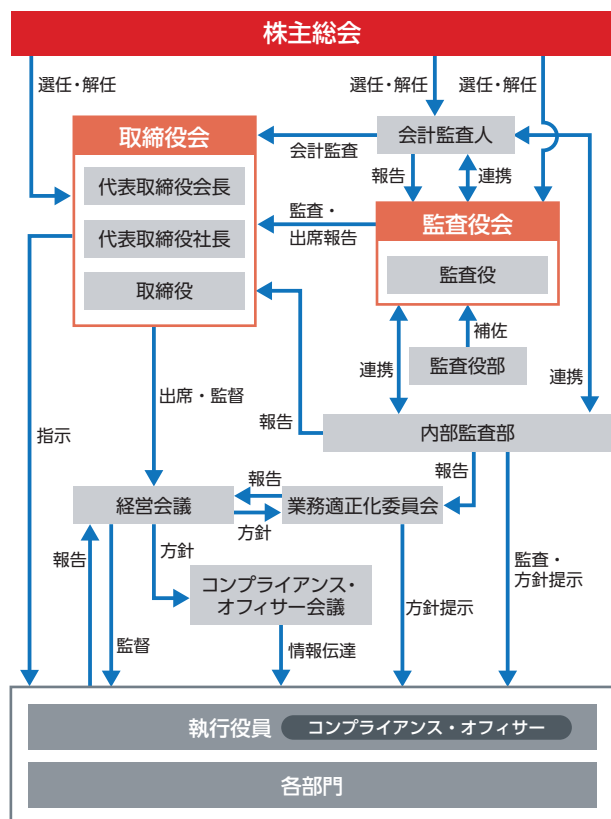 株主総会
選任・解任
選任・解任
選任・解任
取締役会
会計監査人
会計監査
代表取締役会長
報告
連携
監査・
出席報告
監査役会
代表取締役社長
監査役
取締役
補佐
監査役部
連携
連携
出席・監督
報告
内部監査部
指示
報告
報告
経営会議
業務適正化委員会
方針
方針
報告
監査・
方針提示
コンプライアンス・
オフィサー会議
方針提示
監督
情報伝達
執行役員
コンプライアンス・オフィサー
各部門